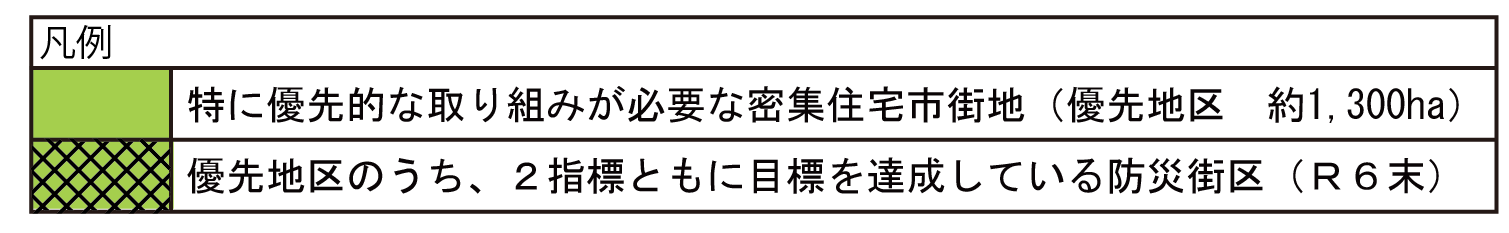 凡例
特に優先的な取り組みが必要な密集住宅市街地（優先地区　約1,300ha）
優先地区のうち、２指標ともに目標を達成している防災街区（Ｒ６末）